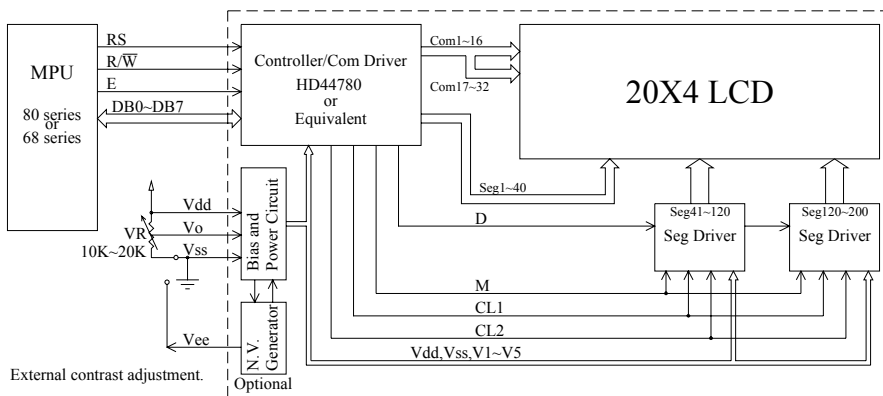 MPU
80 series
or
68 series
RS
R/W̅
E
DB0~DB7
Controller/Com Driver
HD44780
or
Equivalent
Com1~16
Com17~32
20X4 LCD
Seg1~40
Vdd
Vo
Vss
VR
10K~20K
Bias and
Power Circuit
D
Seg41~120
Seg Driver
Seg120~200
Seg Driver
M
CL1
CL2
Vdd,Vss,V1~V5
Vee
N.V.
Generator
Optional
External contrast adjustment.